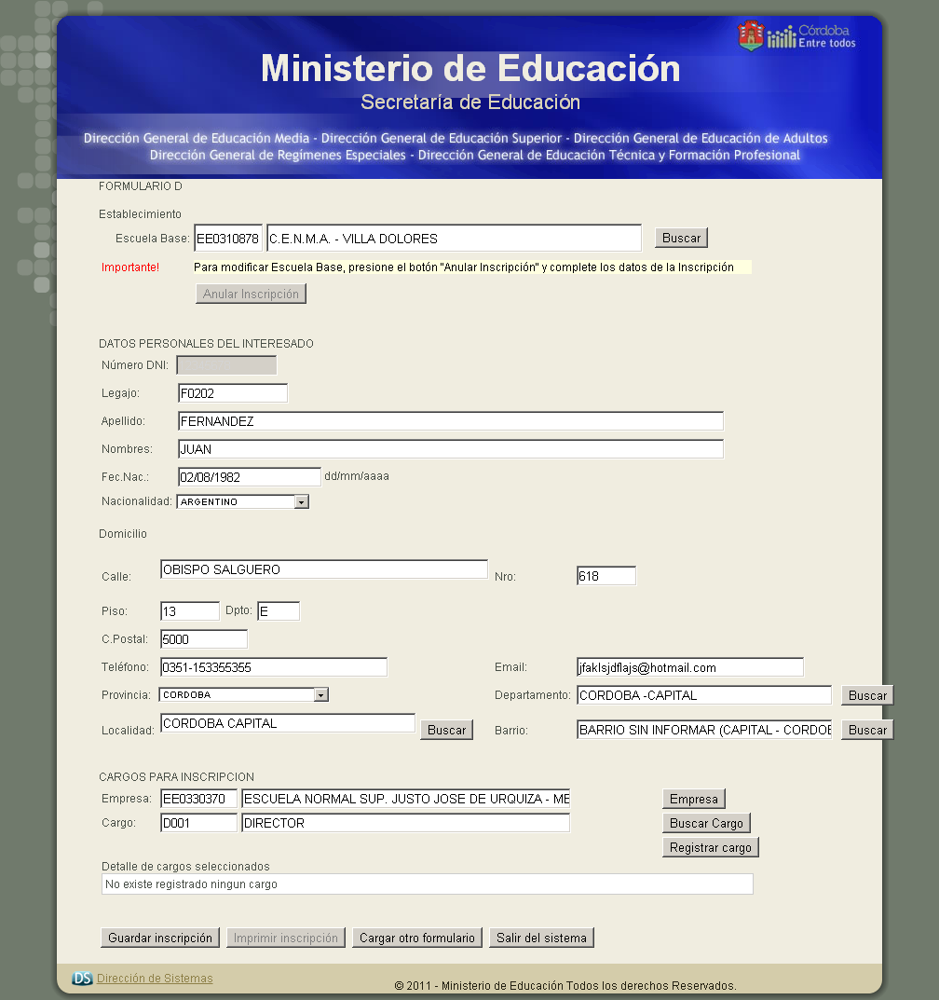 Córdoba
Entre todos
Ministerio de Educación
Secretaría de Educación
Dirección General de Educación Media - Dirección General de Educación Superior - Dirección General de Educación de Adultos
Dirección General de Regímenes Especiales - Dirección General de Educación Técnica y Formación Profesional
FORMULARIO D
Establecimiento
Escuela Base: EE0310878 C.E.N.M.A. - VILLA DOLORES Buscar
Importante! Para modificar Escuela Base, presione el botón "Anular Inscripción" y complete los datos de la Inscripción
Anular Inscripción
DATOS PERSONALES DEL INTERESADO
Número DNI:
Legajo: F0202
Apellido: FERNANDEZ
Nombres: JUAN
Fec.Nac.: 02/08/1982 dd/mm/aaaa
Nacionalidad: ARGENTINO
Domicilio
Calle: OBISPO SALGUERO Nro: 618
Piso: 13 Dpto: E
C.Postal: 5000
Teléfono: 0351-153355355 Email: jfaklsjdflajs@hotmail.com
Provincia: CORDOBA Departamento: CORDOBA -CAPITAL Buscar
Localidad: CORDOBA CAPITAL Buscar Barrio: BARRIO SIN INFORMAR (CAPITAL - CORDOB Buscar
CARGOS PARA INSCRIPCION
Empresa: EE0330370 ESCUELA NORMAL SUP. JUSTO JOSE DE URQUIZA - ME Empresa
Cargo: D001 DIRECTOR Buscar Cargo
Registrar cargo
Detalle de cargos seleccionados
No existe registrado ningun cargo
Guardar inscripción Imprimir inscripción Cargar otro formulario Salir del sistema
DS Dirección de Sistemas
© 2011 - Ministerio de Educación Todos los derechos Reservados.